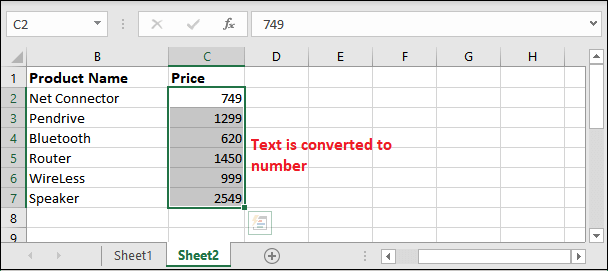 C2 fx 749
B C D E F G H
1 Product Name Price
2 Net Connector 749
3 Pendrive 1299
4 Bluetooth 620
5 Router 1450
6 WireLess 999
7 Speaker 2549
8
9
Text is converted to
number
Sheet1 Sheet2